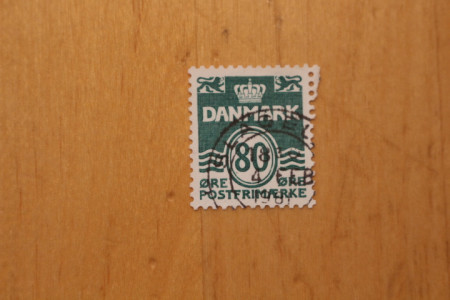 DANMARK
80
ØRE ØRE
POSTFRIMÆRKE